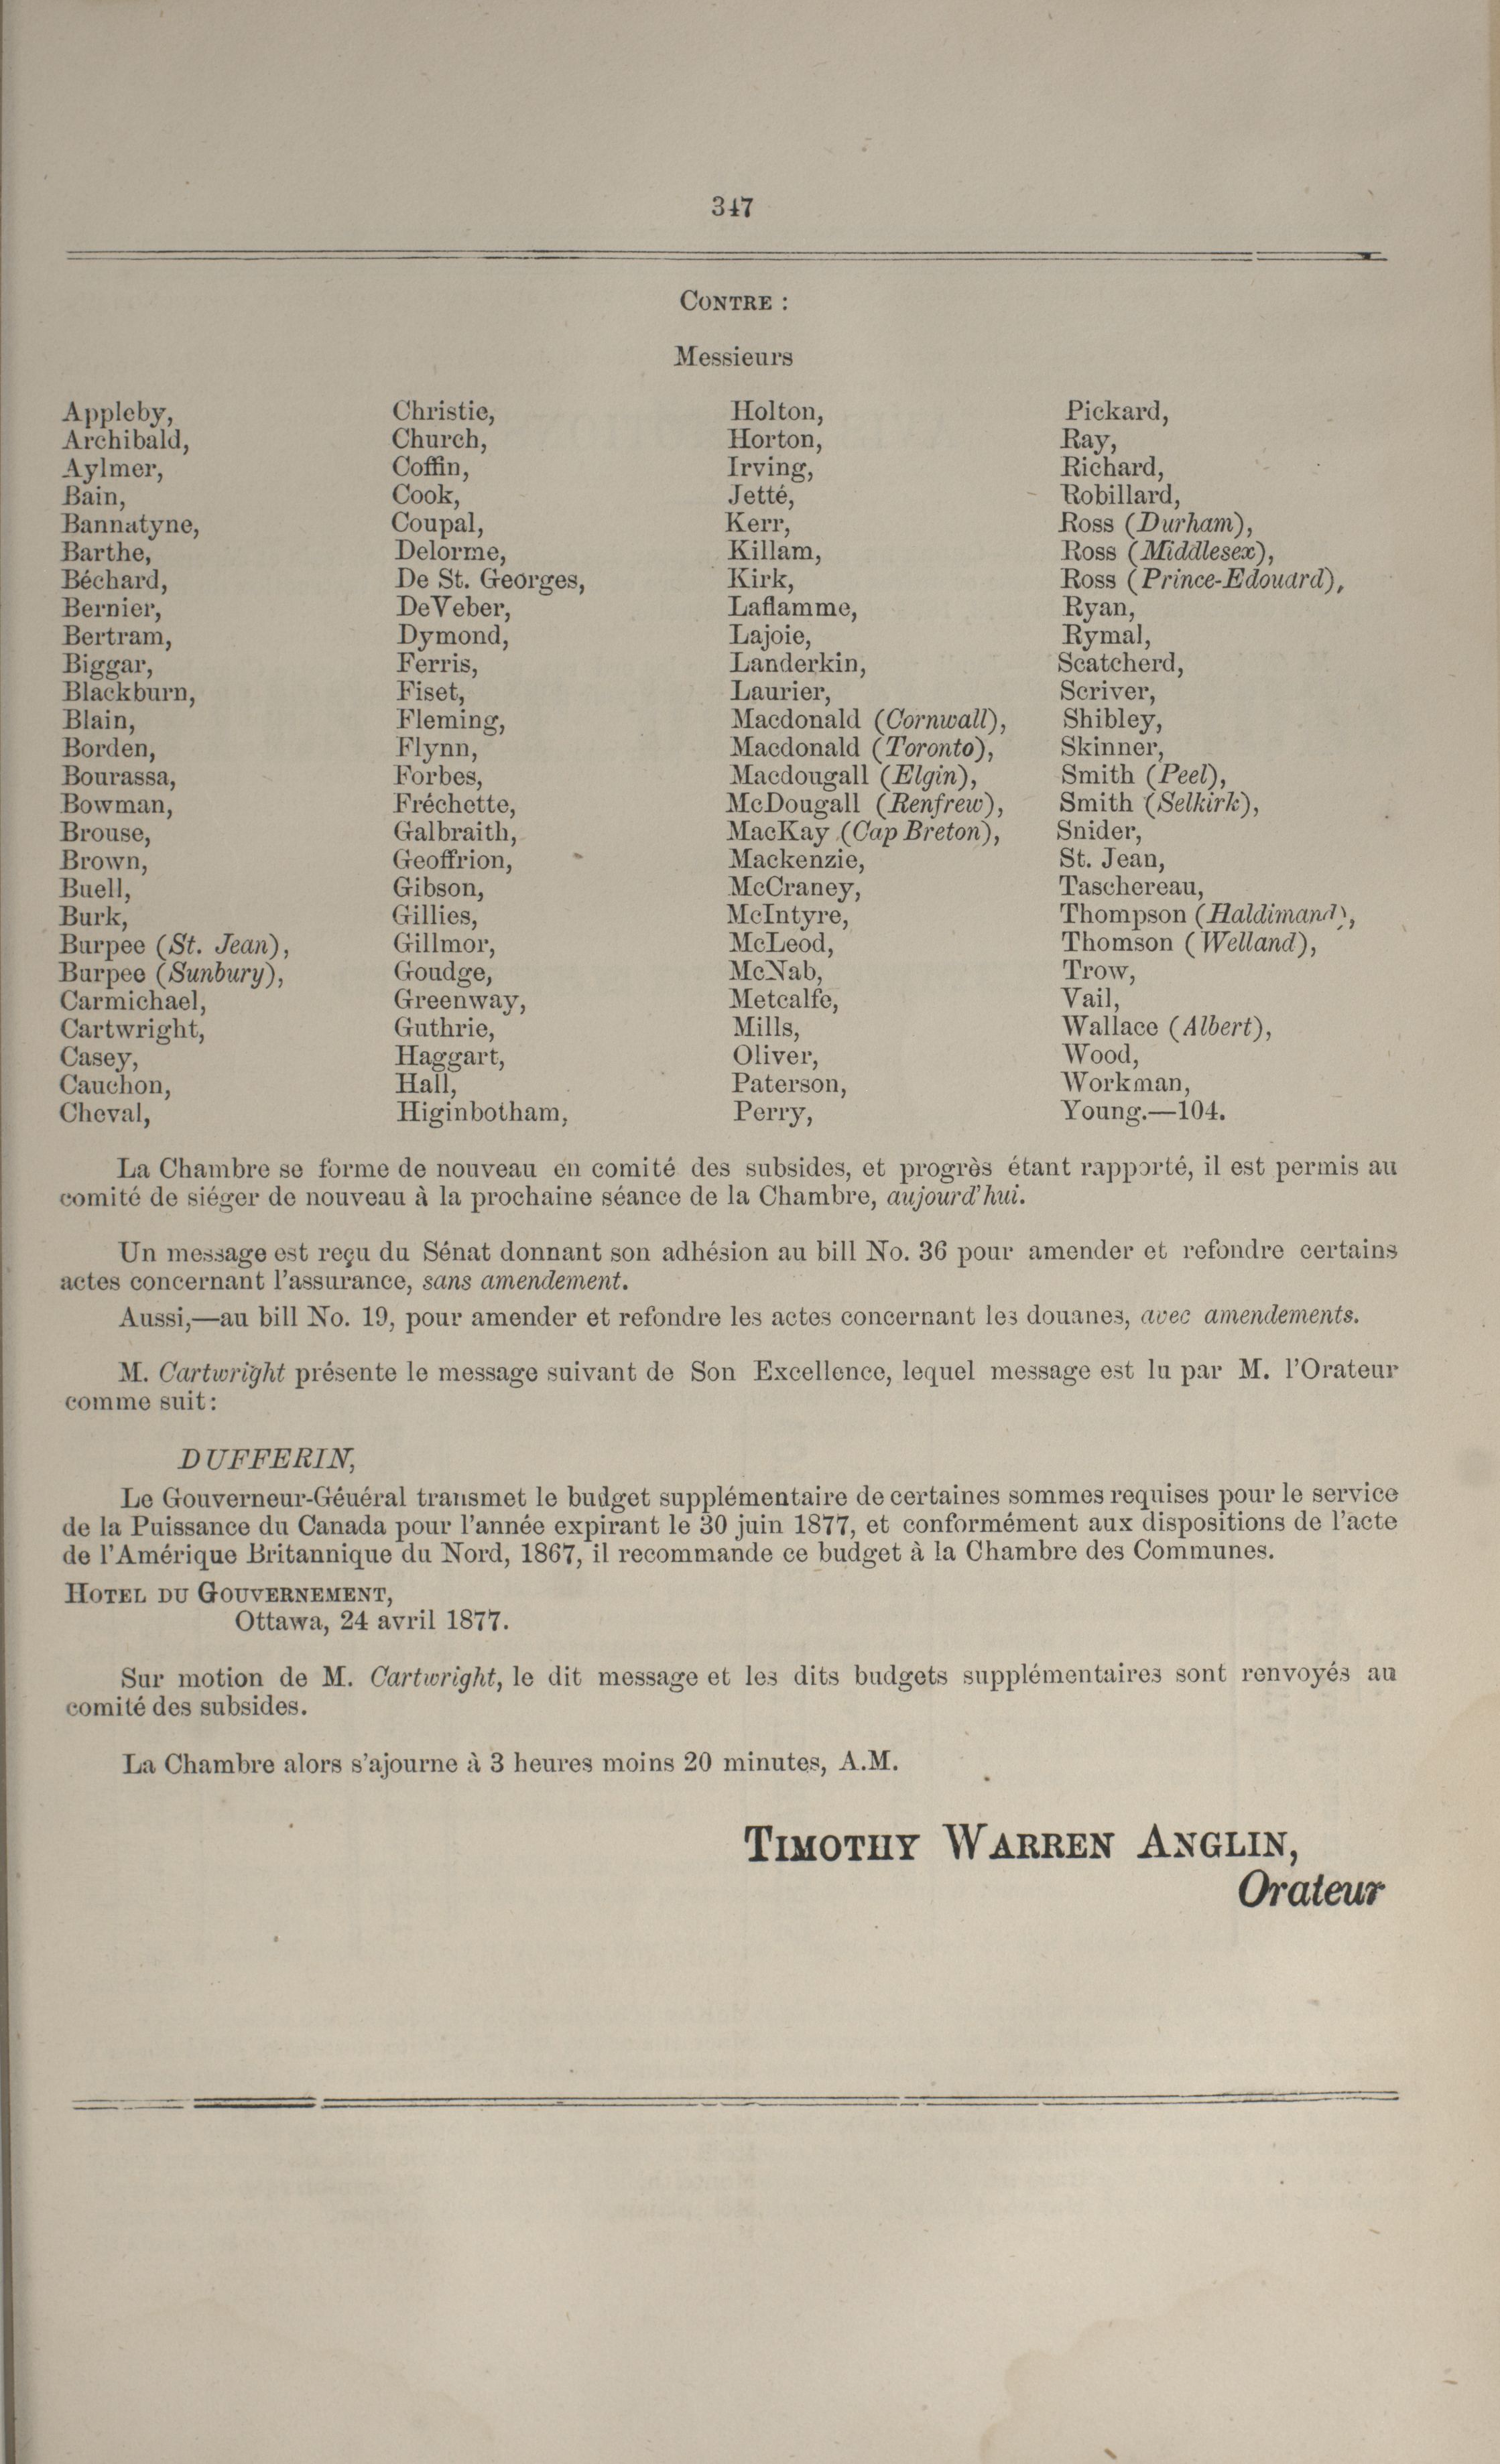 347
CONTRE :
Messieurs
Appleby,
Archibald,
Aylmer,
Bain,
Bannatyne,
Barthe,
Béchard,
Bernier,
Bertram,
Biggar,
Blackburn,
Blain,
Borden,
Bourassa,
Bowman,
Brouse,
Brown,
Buell,
Burk,
Burpee (St. Jean),
Burpee (Sunbury),
Carmichael,
Cartwright,
Casey,
Cauchon,
Cheval,
Christie,
Church,
Coffin,
Cook,
Coupal,
Delorme,
De St. Georges,
DeVeber,
Dymond,
Ferris,
Fiset,
Fleming,
Flynn,
Forbes,
Fréchette,
Galbraith,
Geoffrion,
Gibson,
Gillies,
Gillmor,
Goudge,
Greenway,
Guthrie,
Haggart,
Hall,
Higinbotham,
Holton,
Horton,
Irving,
Jetté,
Kerr,
Killam,
Kirk,
Laflamme,
Lajoie,
Landerkin,
Laurier,
Macdonald (Cornwall),
Macdonald (Toronto),
Macdougall (Elgin),
McDougall (Renfrew),
MacKay (Cap Breton),
Mackenzie,
McCraney,
McIntyre,
McLeod,
McNab,
Metcalfe,
Mills,
Oliver,
Paterson,
Perry,
Pickard,
Ray,
Richard,
Robillard,
Ross (Durham),
Ross (Middlesex),
Ross (Prince-Edouard),
Ryan,
Rymal,
Scatcherd,
Scriver,
Shibley,
Skinner,
Smith (Peel),
Smith (Selkirk),
Snider,
St. Jean,
Taschereau,
Thompson (Haldimand),
Thomson (Welland),
Trow,
Vail,
Wallace (Albert),
Wood,
Workman,
Young.—104.
La Chambre se forme de nouveau en comité des subsides, et progrès étant rapporté, il est permis au
comité de siéger de nouveau à la prochaine séance de la Chambre, aujourd'hui.
Un message est reçu du Sénat donnant son adhésion au bill No. 36 pour amender et refondre certains
actes concernant l'assurance, sans amendement.
Aussi,—au bill No. 19, pour amender et refondre les actes concernant les douanes, avec amendements.
M. Cartwright présente le message suivant de Son Excellence, lequel message est lu par M. l'Orateur
comme suit:
DUFFERIN,
Le Gouverneur-Géuéral transmet le budget supplémentaire de certaines sommes requises pour le service
de la Puissance du Canada pour l'année expirant le 30 juin 1877, et conformément aux dispositions de l'acte
de l'Amérique Britannique du Nord, 1867, il recommande ce budget à la Chambre des Communes.
HOTEL DU GOUVERNEMENT,
Ottawa, 24 avril 1877.
Sur motion de M. Cartwright, le dit message et les dits budgets supplémentaires sont renvoyés au
comité des subsides.
La Chambre alors s'ajourne à 3 heures moins 20 minutes, A.M.
TIMOTHY WARREN ANGLIN,
Orateur